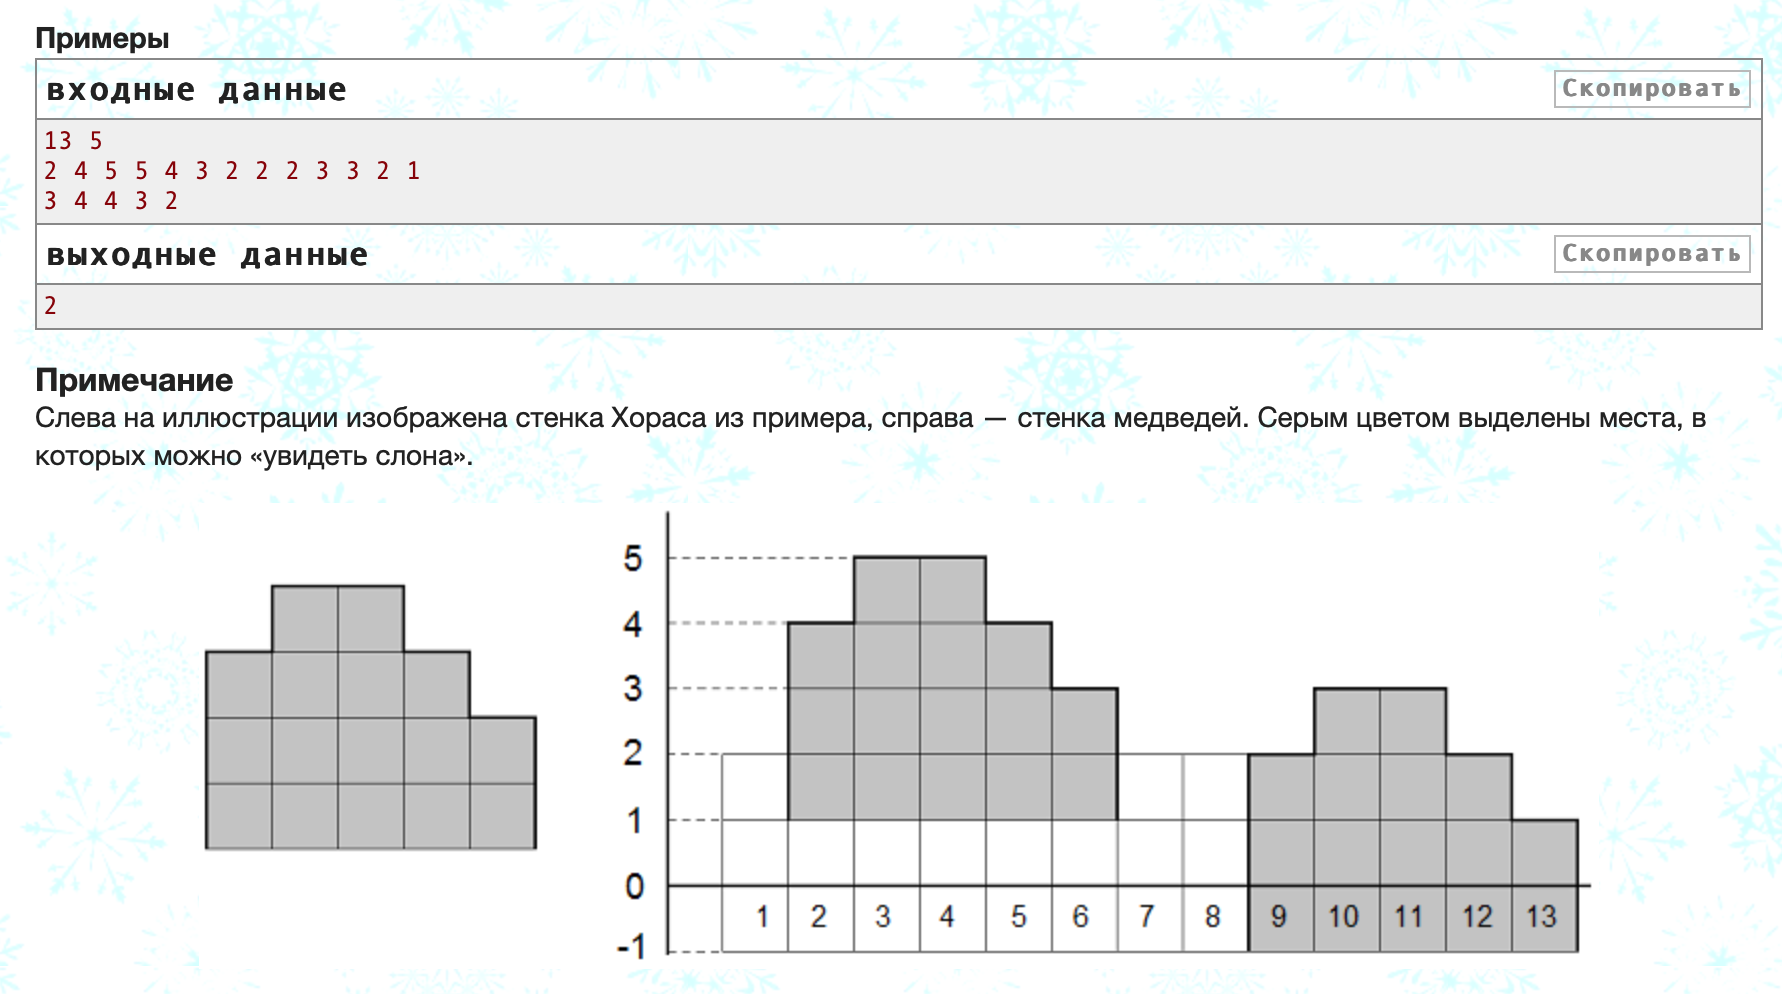 Примеры
входные данные
Скопировать
13 5
2 4 5 5 4 3 2 2 2 3 3 2 1
3 4 4 3 2
выходные данные
Скопировать
2
Примечание
Слева на иллюстрации изображена стенка Хораса из примера, справа — стенка медведей. Серым цветом выделены места, в
которых можно «увидеть слона».
5
4
3
2
1
0
-1
1 2 3 4 5 6 7 8 9 10 11 12 13